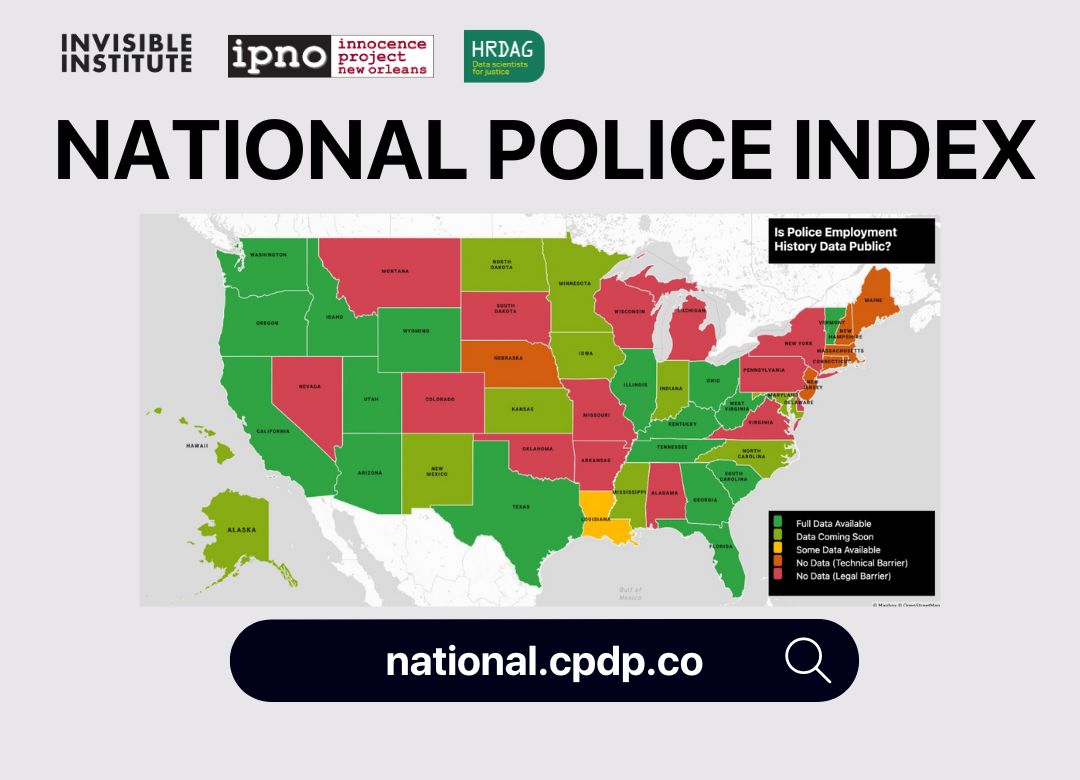 INVISIBLE
INSTITUTE
ipno
innocence
project
new orleans
HRDAG
Data scientists
for justice
NATIONAL POLICE INDEX
Is Police Employment
History Data Public?
WASHINGTON
MONTANA
NORTH
DAKOTA
MINNESOTA
MAINE
OREGON
IDAHO
WYOMING
SOUTH
DAKOTA
WISCONSIN
MICHIGAN
VERMONT
NEW
HAMPSHIRE
NEW YORK
MASSACHUSETTS
CONNECTICUT
NEBRASKA
IOWA
PENNSYLVANIA
NEW
JERSEY
NEVADA
UTAH
COLORADO
KANSAS
MISSOURI
ILLINOIS
INDIANA
OHIO
MARYLAND
DELAWARE
WEST
VIRGINIA
VIRGINIA
KENTUCKY
CALIFORNIA
HAWAII
ARIZONA
NEW
MEXICO
OKLAHOMA
ARKANSAS
TENNESSEE
NORTH
CAROLINA
SOUTH
CAROLINA
TEXAS
LOUISIANA
MISSISSIPPI
ALABAMA
GEORGIA
FLORIDA
ALASKA
Gulf of
Mexico
Full Data Available
Data Coming Soon
Some Data Available
No Data (Technical Barrier)
No Data (Legal Barrier)
© Mapbox © OpenStreetMap
national.cpdp.co